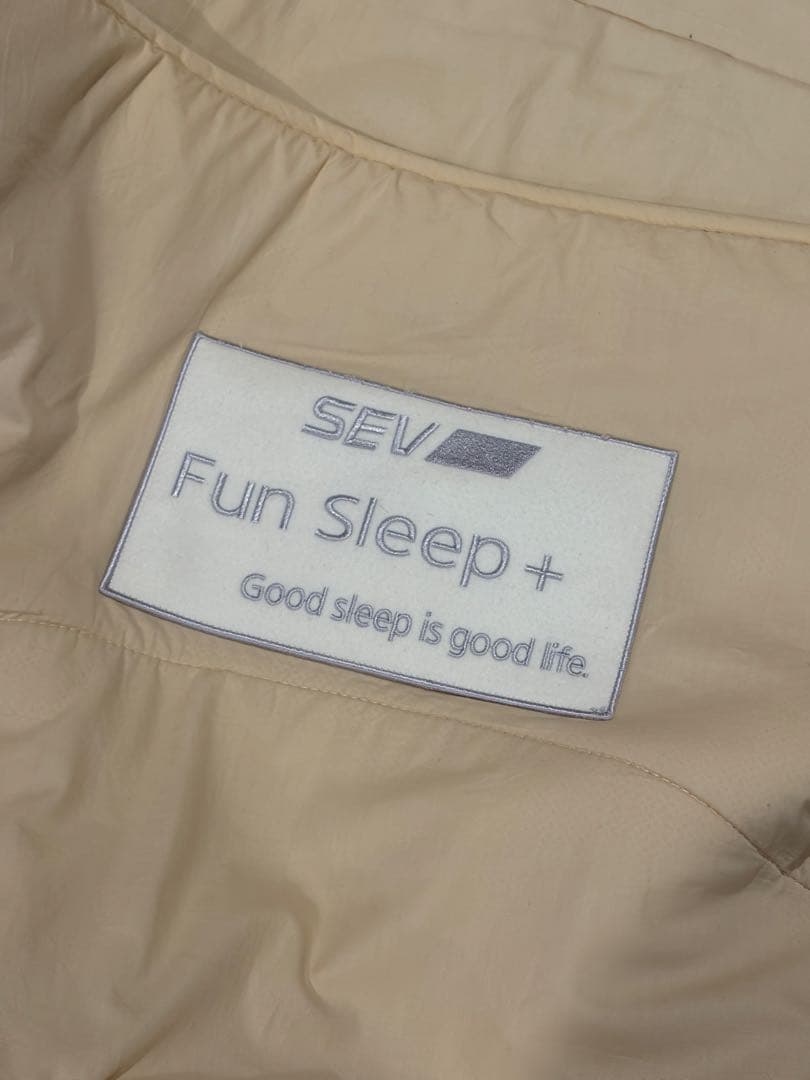 SEV
Fun Sleep +
Good sleep is good life.